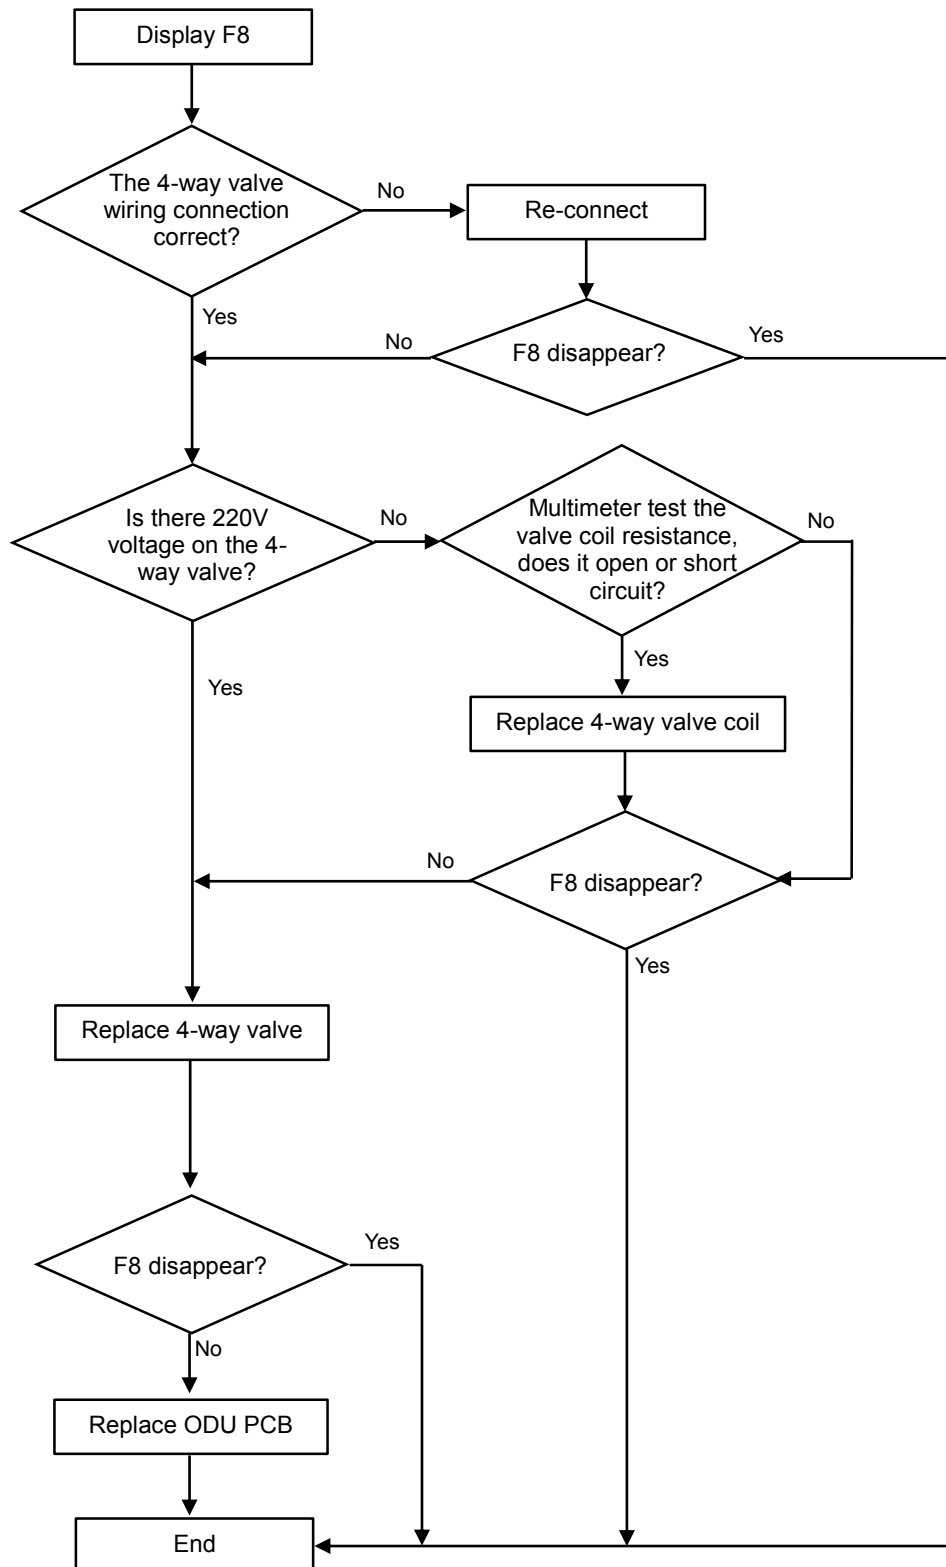 Display F8
The 4-way valve
wiring connection
correct?
No
Re-connect
Yes
No
F8 disappear?
Yes
Is there 220V
voltage on the 4-
way valve?
No
Multimeter test the
valve coil resistance,
does it open or short
circuit?
No
Yes
Yes
Replace 4-way valve coil
No
F8 disappear?
Yes
Replace 4-way valve
F8 disappear?
Yes
No
Replace ODU PCB
End